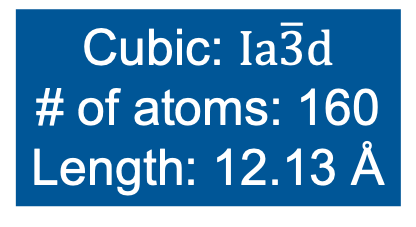 Cubic: Ia3̅d
# of atoms: 160
Length: 12.13 Å